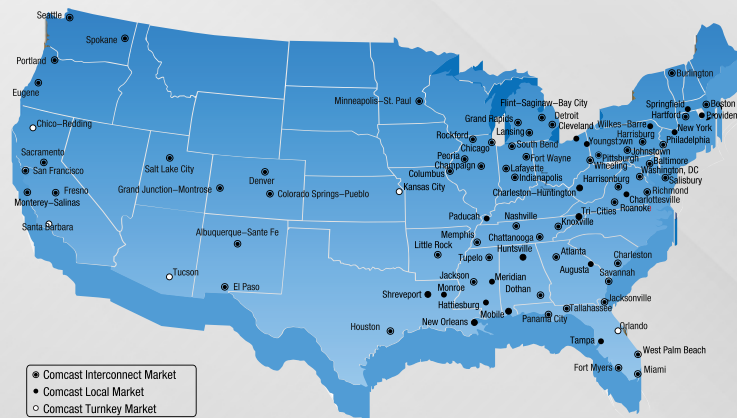 Seattle
Spokane
Portland
Eugene
Chico-Redding
Sacramento
San Francisco
Fresno
Monterey-Salinas
Santa Barbara
Salt Lake City
Grand Junction-Montrose
Denver
Colorado Springs-Pueblo
Albuquerque-Sante Fe
Tucson
El Paso
Minneapolis-St. Paul
Kansas City
Houston
Rockford
Chicago
Peoria
Champaign
Columbus
Grand Rapids
Lansing
Flint-Saginaw-Bay City
Detroit
Cleveland
South Bend
Fort Wayne
Lafayette
Indianapolis
Charleston-Huntington
Paducah
Nashville
Memphis
Chattanooga
Knoxville
Tri-Cities
Little Rock
Tupelo
Huntsville
Jackson
Meridian
Monroe
Shreveport
Hattiesburg
Dothan
Mobile
New Orleans
Panama City
Tallahassee
Atlanta
Augusta
Charleston
Savannah
Jacksonville
Orlando
Tampa
West Palm Beach
Fort Myers
Miami
Burlington
Boston
Springfield
Hartford
Providen
Wilkes-Barre
New York
Harrisburg
Philadelphia
Youngstown
Johnstown
Pittsburgh
Wheeling
Baltimore
Washington, DC
Salisbury
Harrisonburg
Richmond
Charlottesville
Roanoke
Comcast Interconnect Market
Comcast Local Market
Comcast Turnkey Market